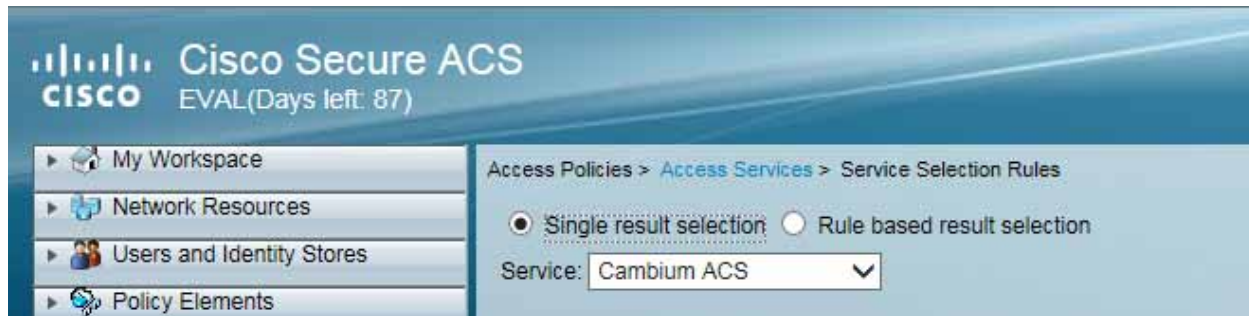 Cisco Secure ACS
CISCO
EVAL(Days left: 87)
My Workspace
Network Resources
Users and Identity Stores
Policy Elements
Access Policies > Access Services > Service Selection Rules
Single result selection Rule based result selection
Service: Cambium ACS